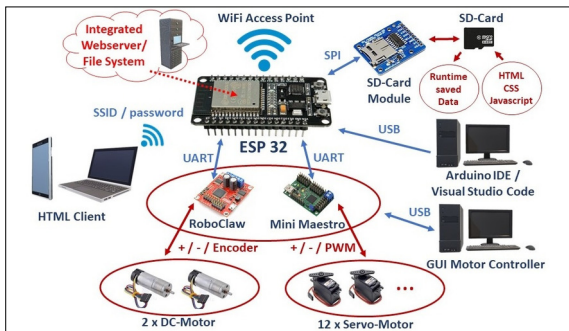 Integrated
Webserver/
File System
WiFi Access Point
SPI
SD-Card
Module
SD-Card
Runtime
saved
Data
HTML
CSS
Javascript
SSID / password
ESP 32
USB
Arduino IDE /
Visual Studio Code
HTML Client
UART
UART
RoboClaw
Mini Maestro
USB
GUI Motor Controller
+ / - / Encoder
+ / - / PWM
2 x DC-Motor
...
12 x Servo-Motor